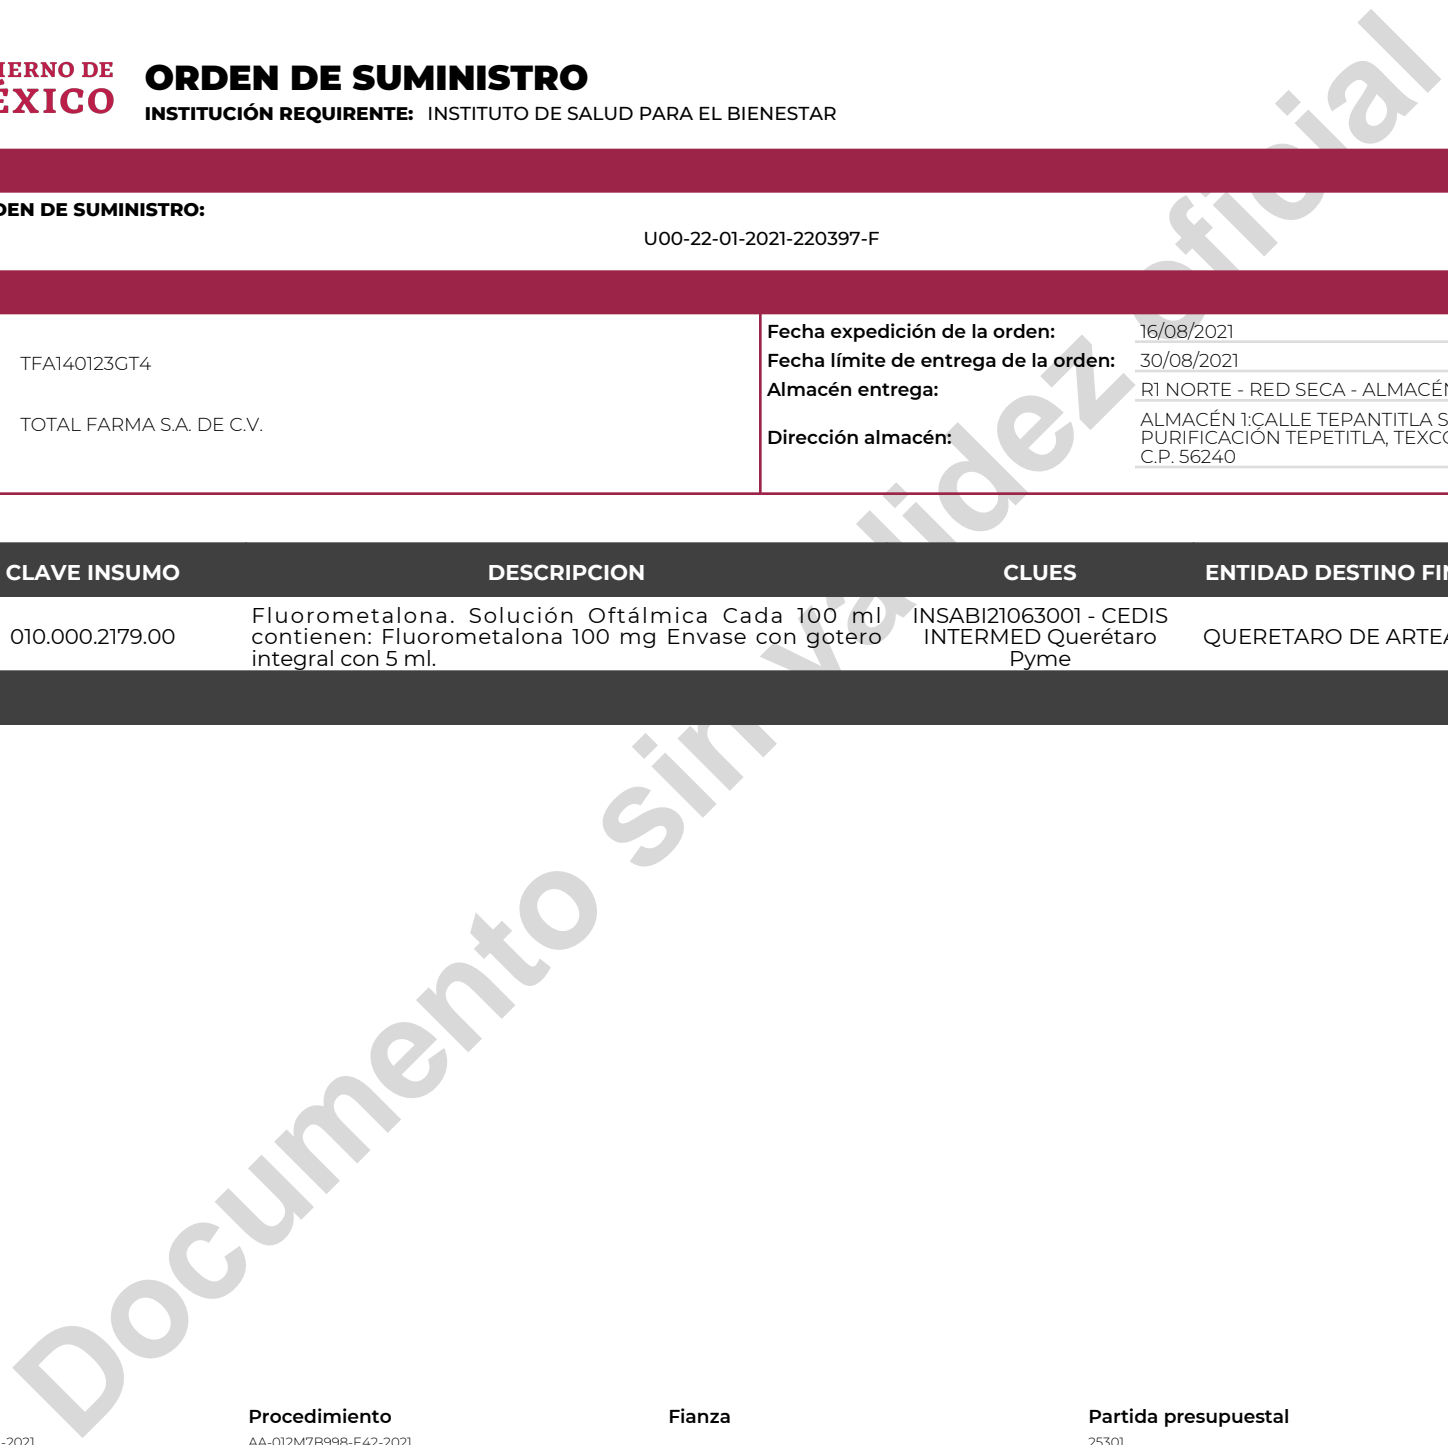 IERNO DE
ÉXICO
ORDEN DE SUMINISTRO
INSTITUCIÓN REQUIRENTE: INSTITUTO DE SALUD PARA EL BIENESTAR
DEN DE SUMINISTRO:
U00-22-01-2021-220397-F
TFA140123GT4
TOTAL FARMA S.A. DE C.V.
Fecha expedición de la orden: 16/08/2021
Fecha límite de entrega de la orden: 30/08/2021
Almacén entrega: R1 NORTE - RED SECA - ALMACÉN
Dirección almacén:
ALMACÉN 1:CALLE TEPANTITLA S
PURIFICACIÓN TEPETITLA, TEXCO
C.P. 56240
CLAVE INSUMO DESCRIPCION CLUES ENTIDAD DESTINO FIN
010.000.2179.00
Fluorometalona. Solución Oftálmica Cada 100 ml
contienen: Fluorometalona 100 mg Envase con gotero
integral con 5 ml.
INSABI21063001 - CEDIS
INTERMED Querétaro
Pyme
QUERETARO DE ARTEA
Documento sin validez oficial
Procedimiento Fianza Partida presupuestal
-2021 AA-012M7B998-E42-2021 25301